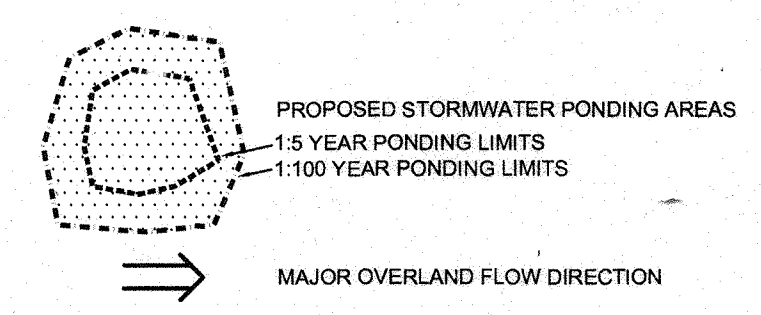 PROPOSED STORMWATER PONDING AREAS
1:5 YEAR PONDING LIMITS
1:100 YEAR PONDING LIMITS
MAJOR OVERLAND FLOW DIRECTION